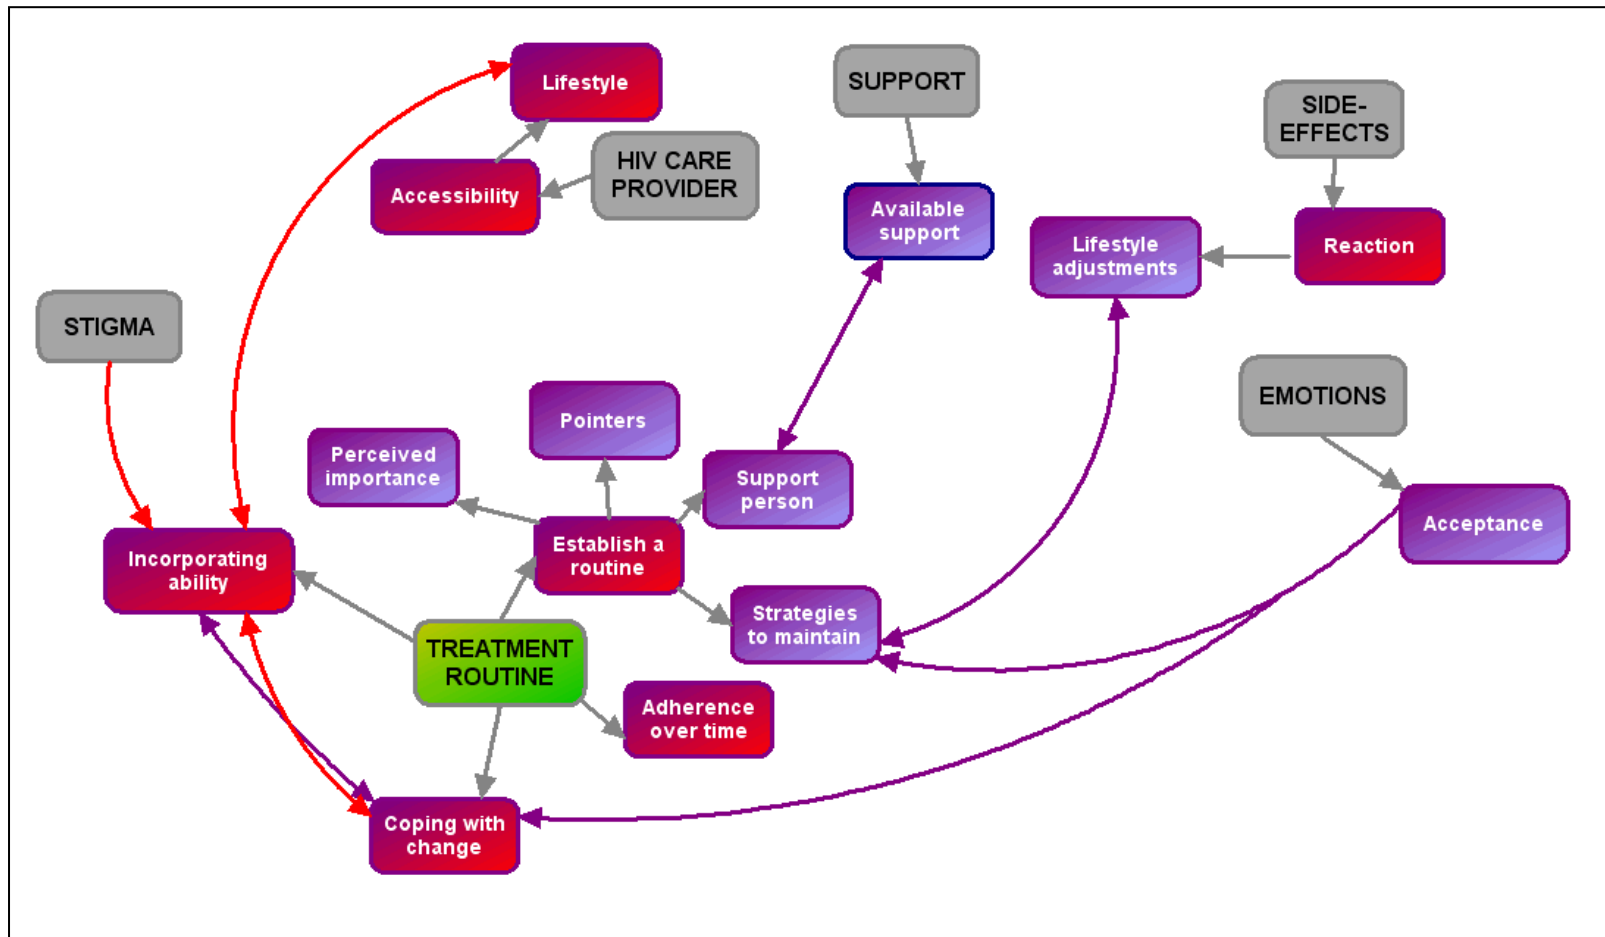 Lifestyle
SUPPORT
SIDE-
EFFECTS
HIV CARE
PROVIDER
Accessibility
Available
support
Lifestyle
adjustments
Reaction
STIGMA
EMOTIONS
Pointers
Perceived
importance
Support
person
Acceptance
Incorporating
ability
Establish a
routine
Strategies
to maintain
TREATMENT
ROUTINE
Adherence
over time
Coping with
change